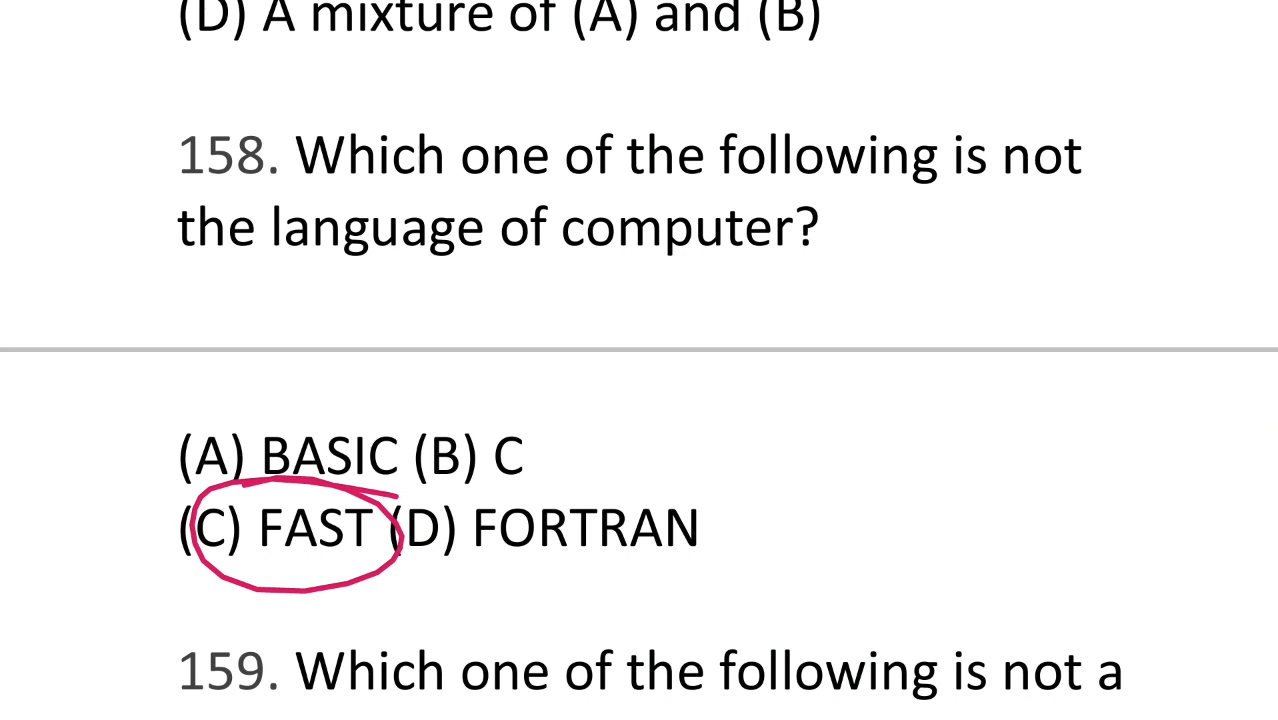 (D) A mixture of (A) and (B)
158. Which one of the following is not
the language of computer?
(A) BASIC (B) C
(C) FAST (D) FORTRAN
159. Which one of the following is not a